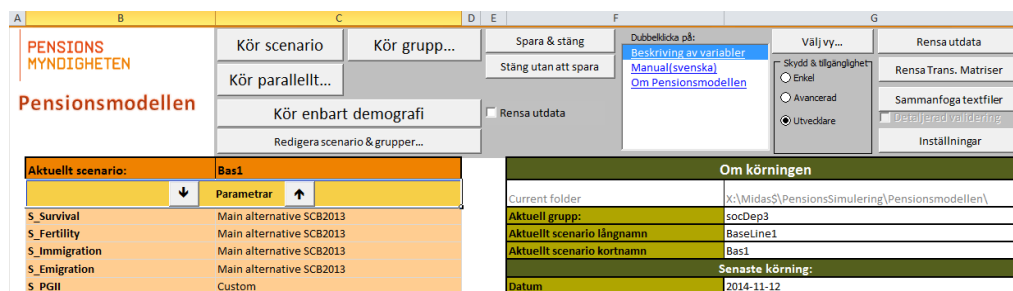 A B C D E F G
PENSIONS
MYNDIGHETEN
Pensionsmodellen
Kör scenario
Kör grupp...
Kör parallellt...
Kör enbart demografi
Redigera scenario & grupper...
Spara & stäng
Stäng utan att spara
Rensa utdata
Dubbelklicka på:
Beskriving av variabler
Manual(svenska)
Om Pensionsmodellen
Välj vy...
Skydd & tillgänglighet
Enkel
Avancerad
Utvecklare
Rensa utdata
Rensa Trans. Matriser
Sammanfoga textfiler
Detaljerad validering
Inställningar
Aktuellt scenario: Bas1
Parametrar
S_Survival Main alternative SCB2013
S_Fertility Main alternative SCB2013
S_Immigration Main alternative SCB2013
S_Emigration Main alternative SCB2013
S_PGII Custom
Om körningen
Current folder X:\Midas$\PensionsSimulering\Pensionsmodellen\
Aktuell grupp: socDep3
Aktuellt scenario långnamn BaseLine1
Aktuellt scenario kortnamn Bas1
Senaste körning:
Datum 2014-11-12